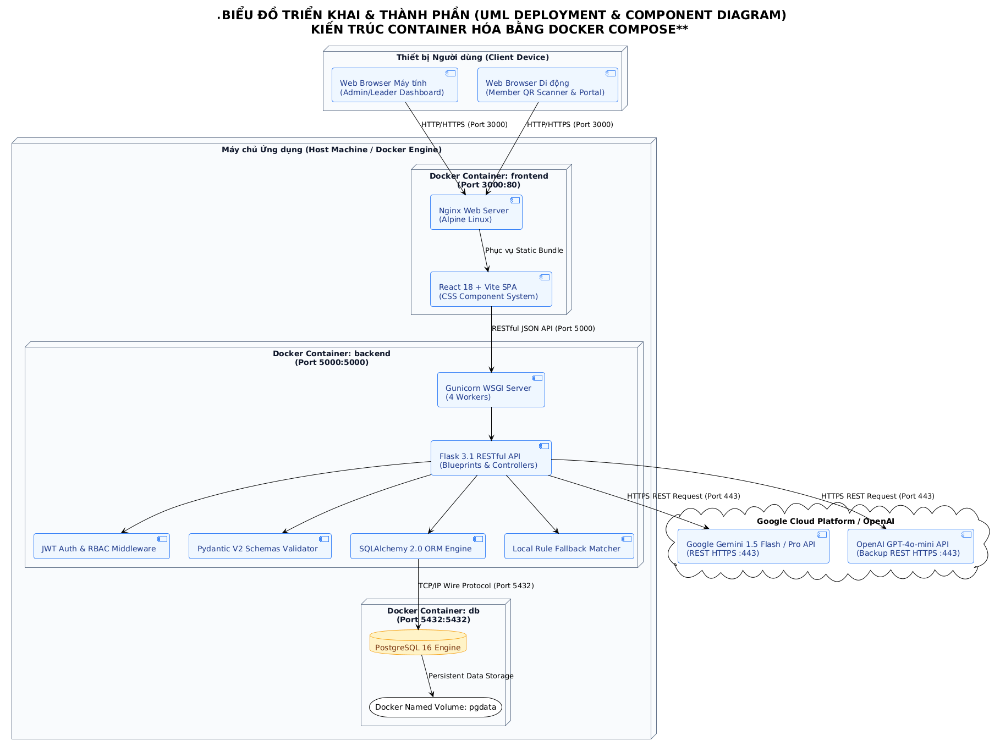 .BIỂU ĐỒ TRIỂN KHAI & THÀNH PHẦN (UML DEPLOYMENT & COMPONENT DIAGRAM)
KIẾN TRÚC CONTAINER HÓA BẰNG DOCKER COMPOSE**
Thiết bị Người dùng (Client Device)
Web Browser Máy tính
(Admin/Leader Dashboard)
Web Browser Di động
(Member QR Scanner & Portal)
HTTP/HTTPS (Port 3000)
HTTP/HTTPS (Port 3000)
Máy chủ Ứng dụng (Host Machine / Docker Engine)
Docker Container: frontend
(Port 3000:80)
Nginx Web Server
(Alpine Linux)
Phục vụ Static Bundle
React 18 + Vite SPA
(CSS Component System)
RESTful JSON API (Port 5000)
Docker Container: backend
(Port 5000:5000)
Gunicorn WSGI Server
(4 Workers)
Flask 3.1 RESTful API
(Blueprints & Controllers)
HTTPS REST Request (Port 443)
HTTPS REST Request (Port 443)
Google Cloud Platform / OpenAI
JWT Auth & RBAC Middleware
Pydantic V2 Schemas Validator
SQLAlchemy 2.0 ORM Engine
Local Rule Fallback Matcher
Google Gemini 1.5 Flash / Pro API
(REST HTTPS :443)
OpenAI GPT-4o-mini API
(Backup REST HTTPS :443)
TCP/IP Wire Protocol (Port 5432)
Docker Container: db
(Port 5432:5432)
PostgreSQL 16 Engine
Persistent Data Storage
Docker Named Volume: pgdata